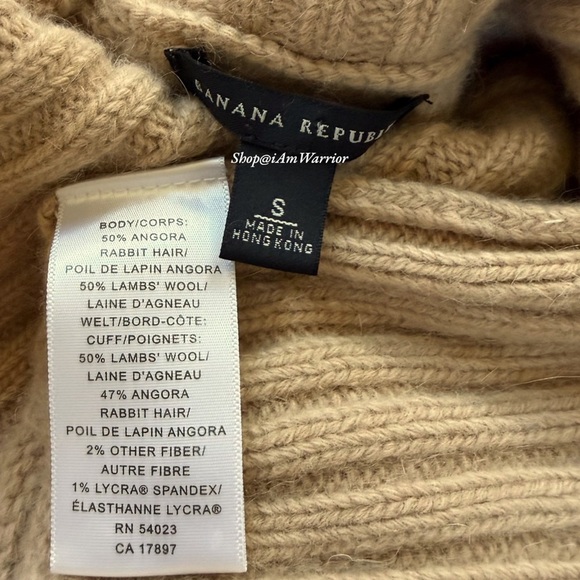 BANANA REPUBLIC
Shop@iAmWarrior
S
MADE IN
HONG KONG
BODY/CORPS:
50% ANGORA
RABBIT HAIR/
POIL DE LAPIN ANGORA
50% LAMBS' WOOL/
LAINE D'AGNEAU
WELT/BORD-CÔTE:
CUFF/POIGNETS:
50% LAMBS' WOOL/
LAINE D'AGNEAU
47% ANGORA
RABBIT HAIR/
POIL DE LAPIN ANGORA
2% OTHER FIBER/
AUTRE FIBRE
1% LYCRA® SPANDEX/
ÉLASTHANNE LYCRA®
RN 54023
CA 17897